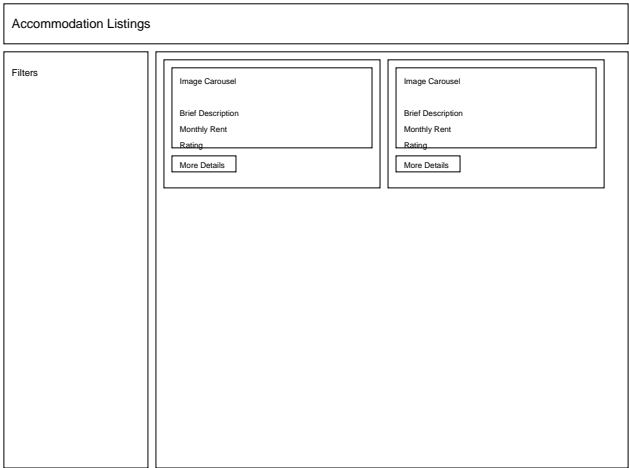 Accommodation Listings
Filters
Image Carousel
Brief Description
Monthly Rent
Rating
More Details
Image Carousel
Brief Description
Monthly Rent
Rating
More Details